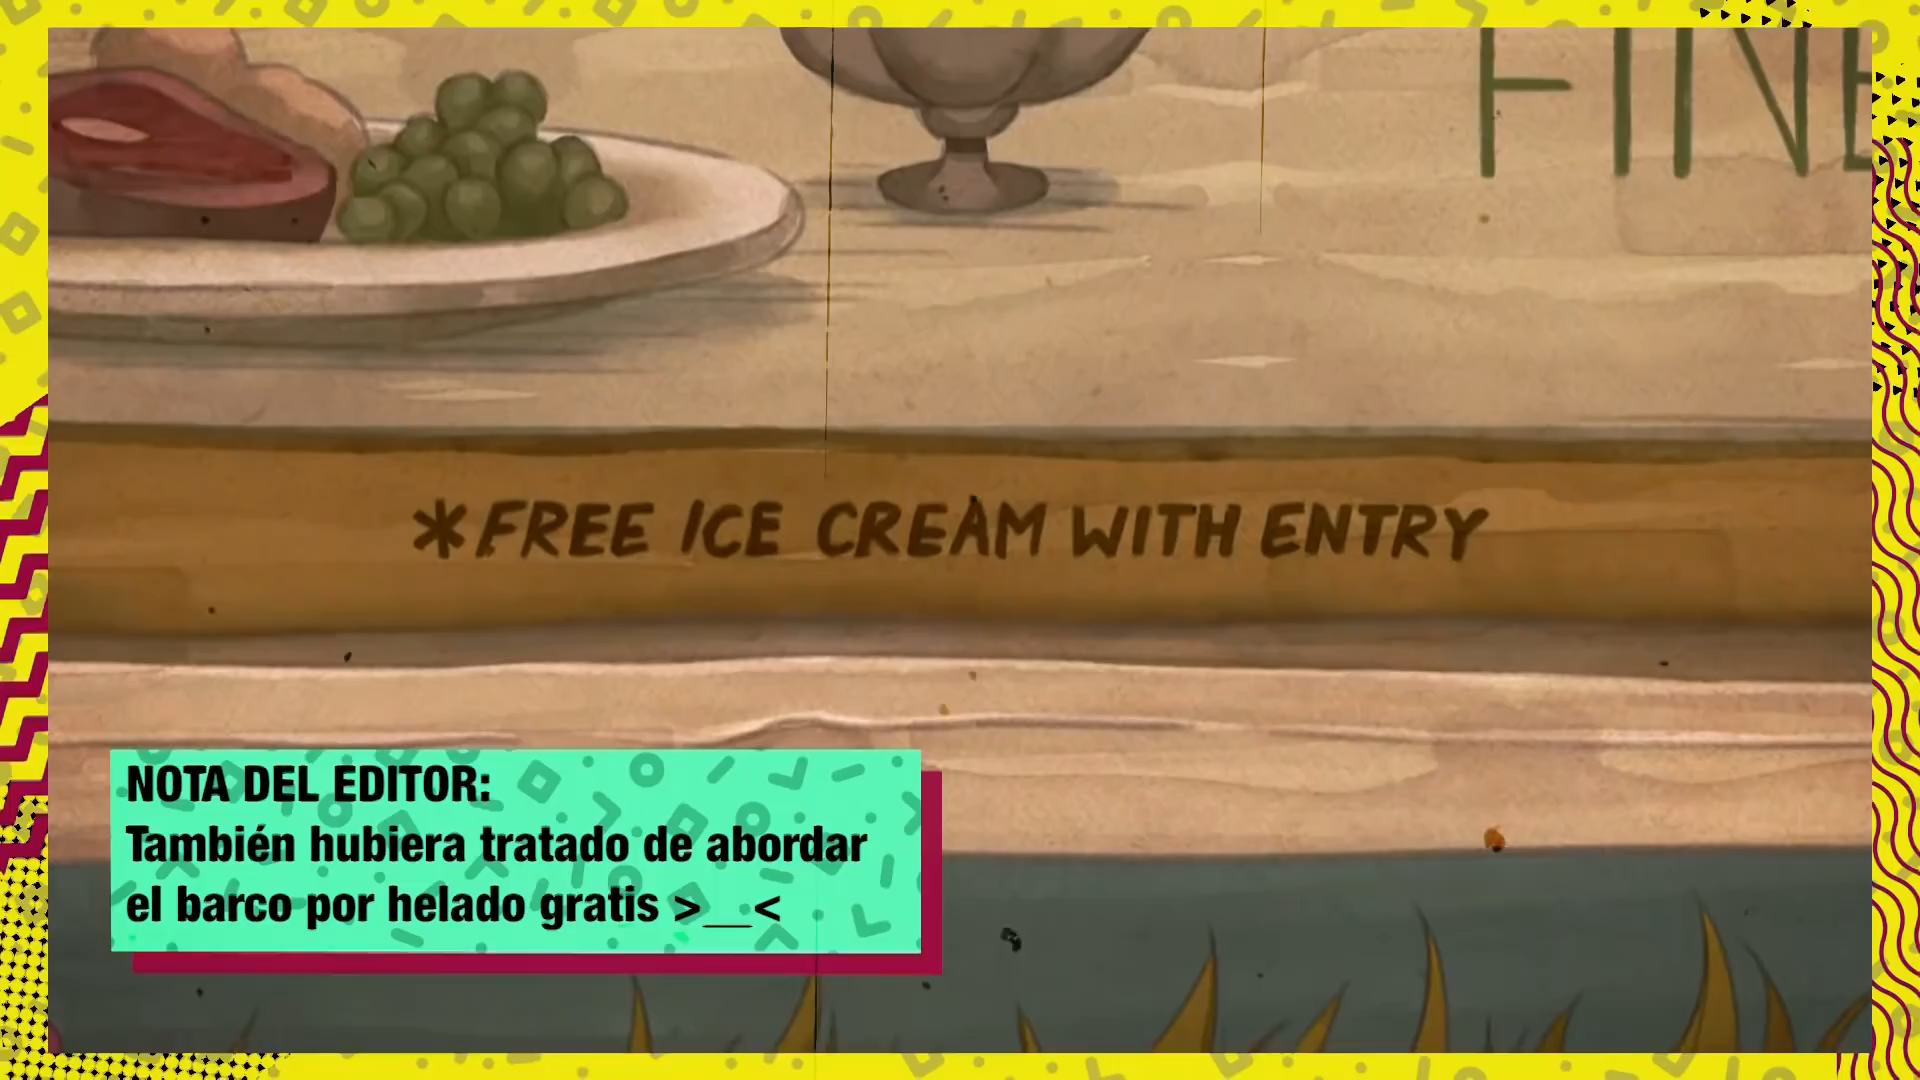 FINE
*FREE ICE CREAM WITH ENTRY
NOTA DEL EDITOR:
También hubiera tratado de abordar
el barco por helado gratis >__<